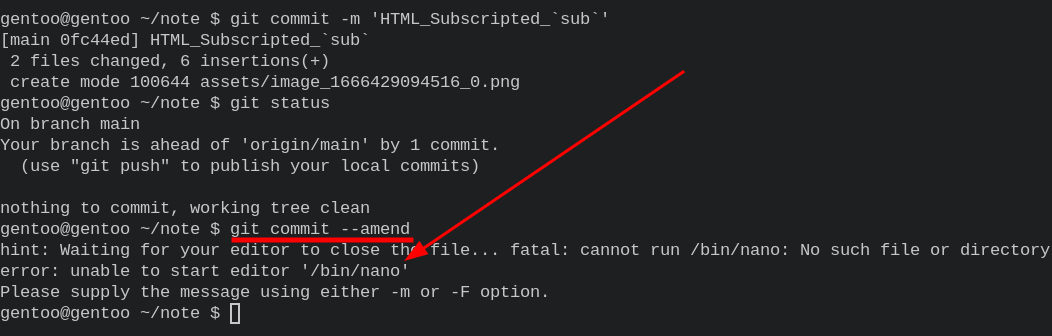 gentoo@gentoo ~/note $ git commit -m 'HTML_Subscripted_`sub`'
[main 0fc44ed] HTML_Subscripted_`sub`
 2 files changed, 6 insertions(+)
 create mode 100644 assets/image_1666429094516_0.png
gentoo@gentoo ~/note $ git status
On branch main
Your branch is ahead of 'origin/main' by 1 commit.
  (use "git push" to publish your local commits)

nothing to commit, working tree clean
gentoo@gentoo ~/note $ git commit --amend
hint: Waiting for your editor to close the file... fatal: cannot run /bin/nano: No such file or directory
error: unable to start editor '/bin/nano'
Please supply the message using either -m or -F option.
gentoo@gentoo ~/note $